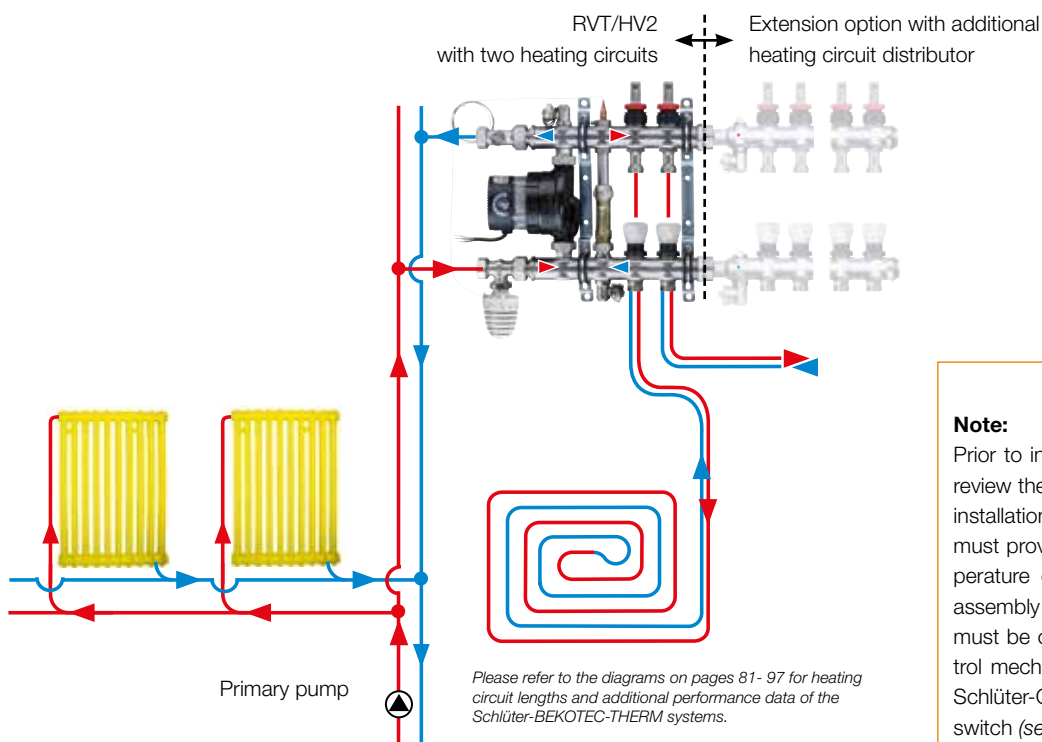 RVT/HV2
with two heating circuits
Extension option with additional
heating circuit distributor
Primary pump
Please refer to the diagrams on pages 81- 97 for heating
circuit lengths and additional performance data of the
Schlüter-BEKOTEC-THERM systems.
Note:
Prior to in
review the
installation
must prov
perature
assembly
must be
trol mech
Schlüter-
switch (se